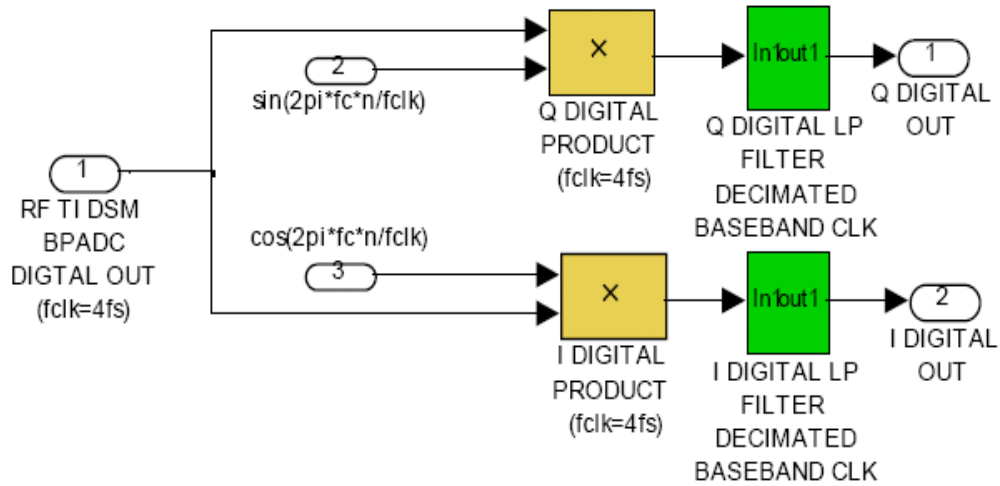 2
sin(2pi*fc*n/fclk)
×
Q DIGITAL
PRODUCT
(fclk=4fs)
In1out1
Q DIGITAL LP
FILTER
DECIMATED
BASEBAND CLK
1
Q DIGITAL
OUT
1
RF TI DSM
BPADC
DIGTAL OUT
(fclk=4fs)
cos(2pi*fc*n/fclk)
3
×
I DIGITAL
PRODUCT
(fclk=4fs)
In1out1
I DIGITAL LP
FILTER
DECIMATED
BASEBAND CLK
2
I DIGITAL
OUT